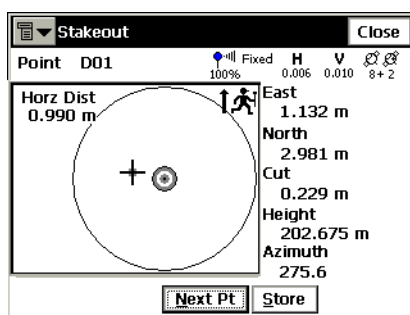 Stakeout Close
Point D01 Fixed H V
100% 0.006 0.010 8+2
Horz Dist
0.990 m
East
1.132 m
North
2.981 m
Cut
0.229 m
Height
202.675 m
Azimuth
275.6
Next Pt Store